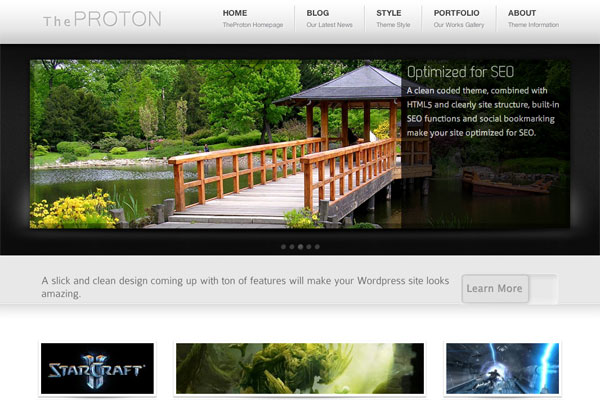 ThePROTON
HOME
TheProton Homepage
BLOG
Our Latest News
STYLE
Theme Style
PORTFOLIO
Our Works Gallery
ABOUT
Theme Information
Optimized for SEO
A clean coded theme, combined with
HTML5 and clearly site structure, built-in
SEO functions and social bookmarking
make your site optimized for SEO.
A slick and clean design coming up with ton of features will make your Wordpress site looks
amazing.
Learn More
STARCRAFT
II